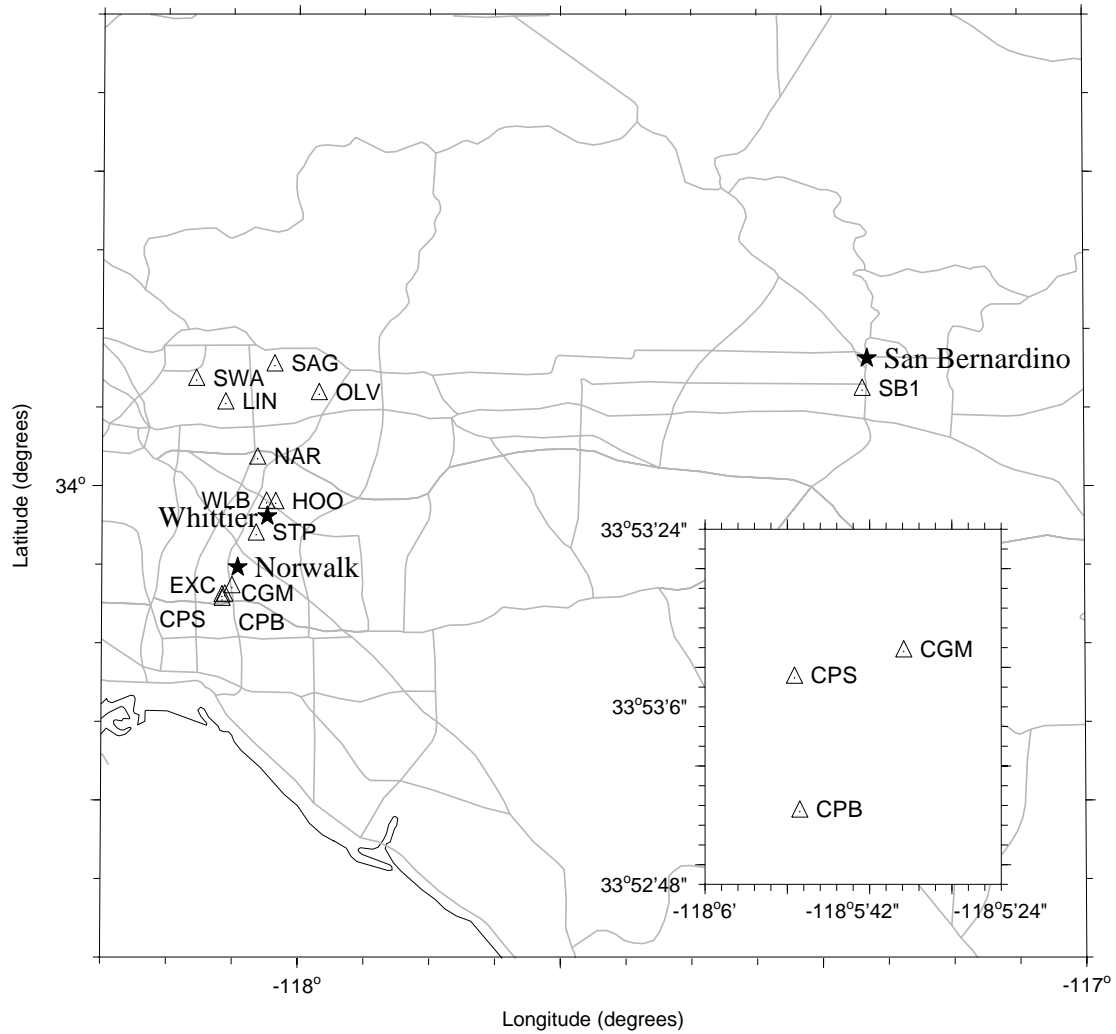 SAG
San Bernardino
SWA
OLV
SB1
LIN
NAR
34°
WLB
HOO
Whittier
STP
33°53'24"
Norwalk
EXC
CGM
CPS
CPB
CGM
CPS
33°53'6"
CPB
33°52'48"
-118°6'
-118°5'42"
-118°5'24"
-118°
-117°
Longitude (degrees)
Latitude (degrees)